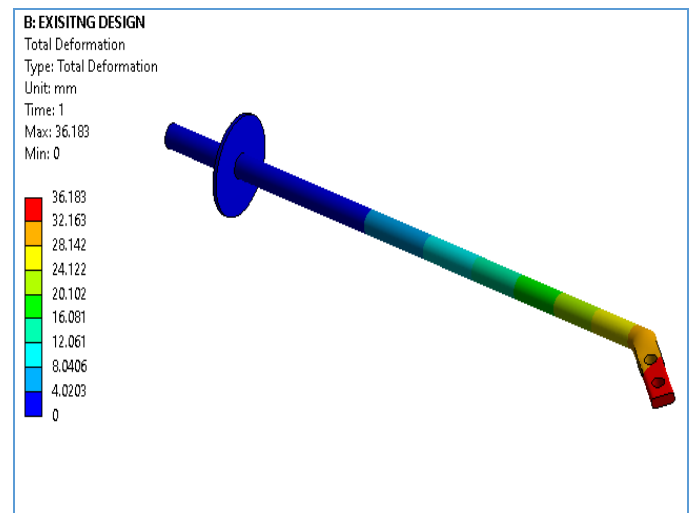 B: EXISITNG DESIGN
Total Deformation
Type: Total Deformation
Unit: mm
Time: 1
Max: 36.183
Min: 0
36.183
32.163
28.142
24.122
20.102
16.081
12.061
8.0406
4.0203
0